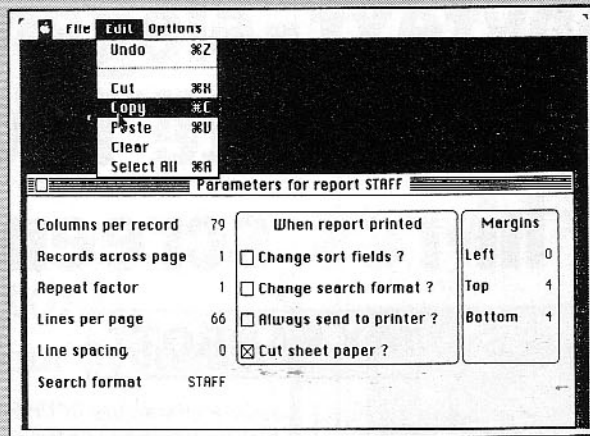 File Edit Options
Undo ⌘Z
Cut ⌘X
Copy ⌘C
Paste ⌘V
Clear
Select All ⌘A
Parameters for report STAFF
Columns per record 79
Records across page 1
Repeat factor 1
Lines per page 66
Line spacing 0
Search format STAFF
When report printed
Change sort fields ?
Change search format ?
Always send to printer ?
Cut sheet paper ?
Margins
Left 0
Top 4
Bottom 4